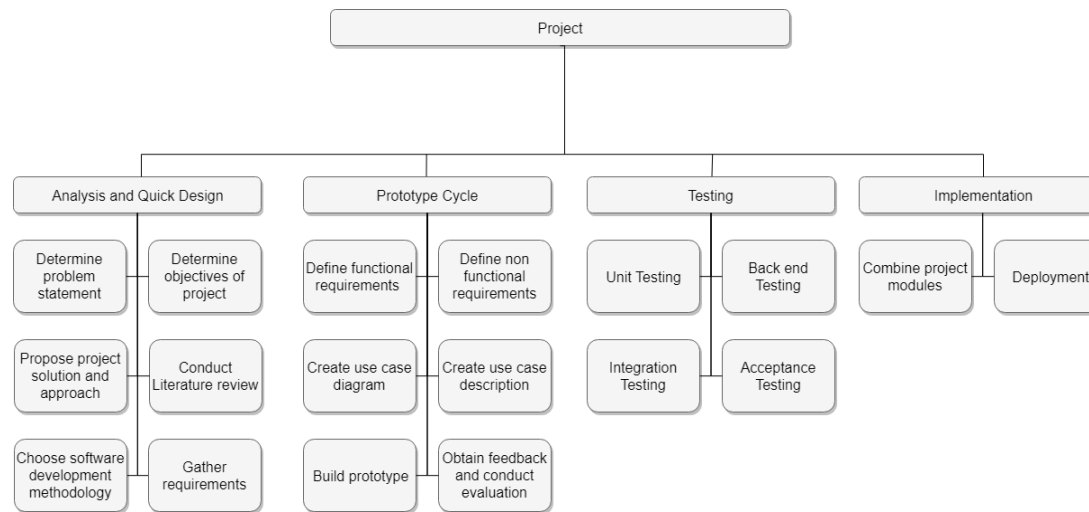 Project
Analysis and Quick Design
Prototype Cycle
Testing
Implementation
Determine
problem
statement
Determine
objectives of
project
Define functional
requirements
Define non
functional
requirements
Unit Testing
Back end
Testing
Combine project
modules
Deployment
Propose project
solution and
approach
Conduct
Literature review
Create use case
diagram
Create use case
description
Integration
Testing
Acceptance
Testing
Choose software
development
methodology
Gather
requirements
Build prototype
Obtain feedback
and conduct
evaluation